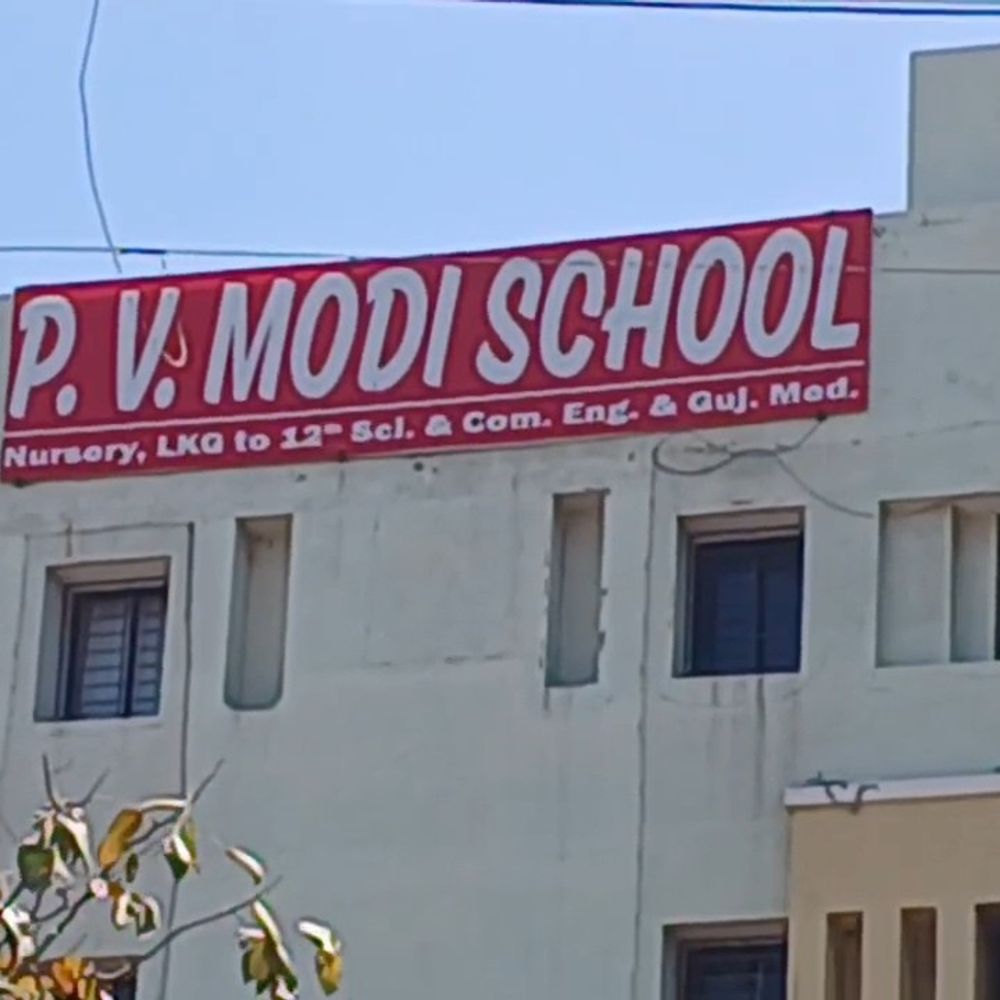 P. V. MODI SCHOOL
Nursery, LKG to 12th Sci. & Com. Eng. & Guj. Med.